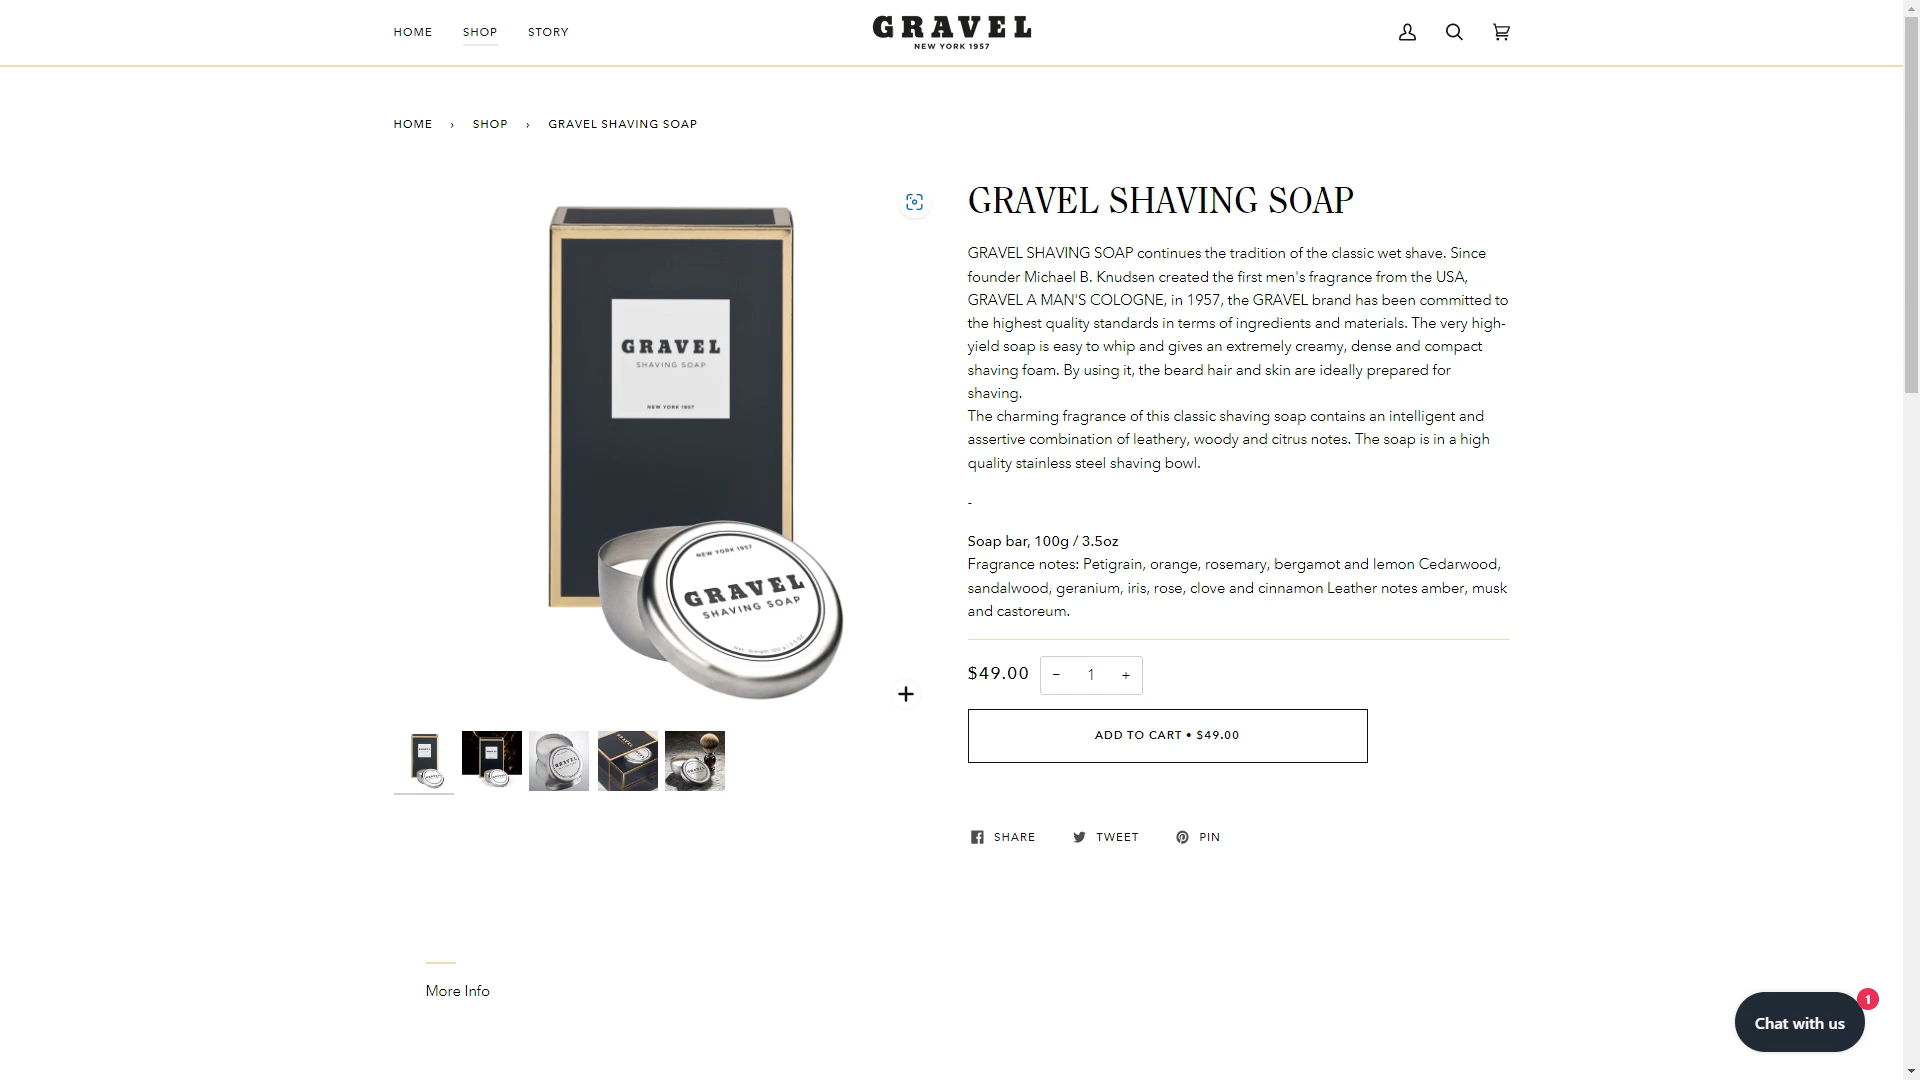 HOME
SHOP
STORY
GRAVEL
NEW YORK 1957
HOME › SHOP › GRAVEL SHAVING SOAP
GRAVEL
SHAVING SOAP
NEW YORK 1957
NEW YORK 1957
GRAVEL
SHAVING SOAP
Net. Weight 100 g | 3.5 OZ
GRAVEL SHAVING SOAP
GRAVEL SHAVING SOAP continues the tradition of the classic wet shave. Since
founder Michael B. Knudsen created the first men's fragrance from the USA,
GRAVEL A MAN'S COLOGNE, in 1957, the GRAVEL brand has been committed to
the highest quality standards in terms of ingredients and materials. The very high-
yield soap is easy to whip and gives an extremely creamy, dense and compact
shaving foam. By using it, the beard hair and skin are ideally prepared for
shaving.
The charming fragrance of this classic shaving soap contains an intelligent and
assertive combination of leathery, woody and citrus notes. The soap is in a high
quality stainless steel shaving bowl.
-
Soap bar, 100g / 3.5oz
Fragrance notes: Petigrain, orange, rosemary, bergamot and lemon Cedarwood,
sandalwood, geranium, iris, rose, clove and cinnamon Leather notes amber, musk
and castoreum.
$49.00 − 1 +
ADD TO CART • $49.00
SHARE
TWEET
PIN
More Info
Chat with us
1